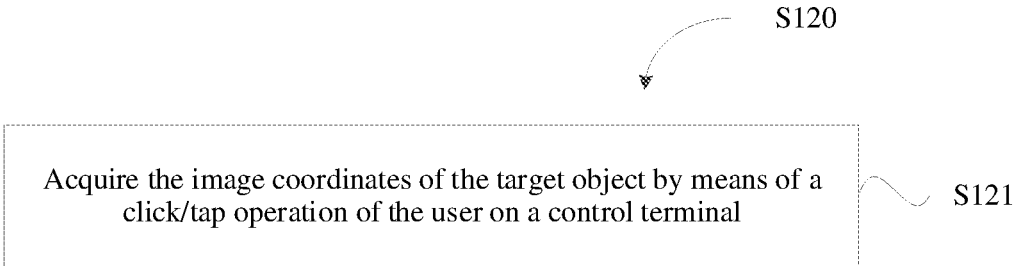 S120
Acquire the image coordinates of the target object by means of a
click/tap operation of the user on a control terminal
S121